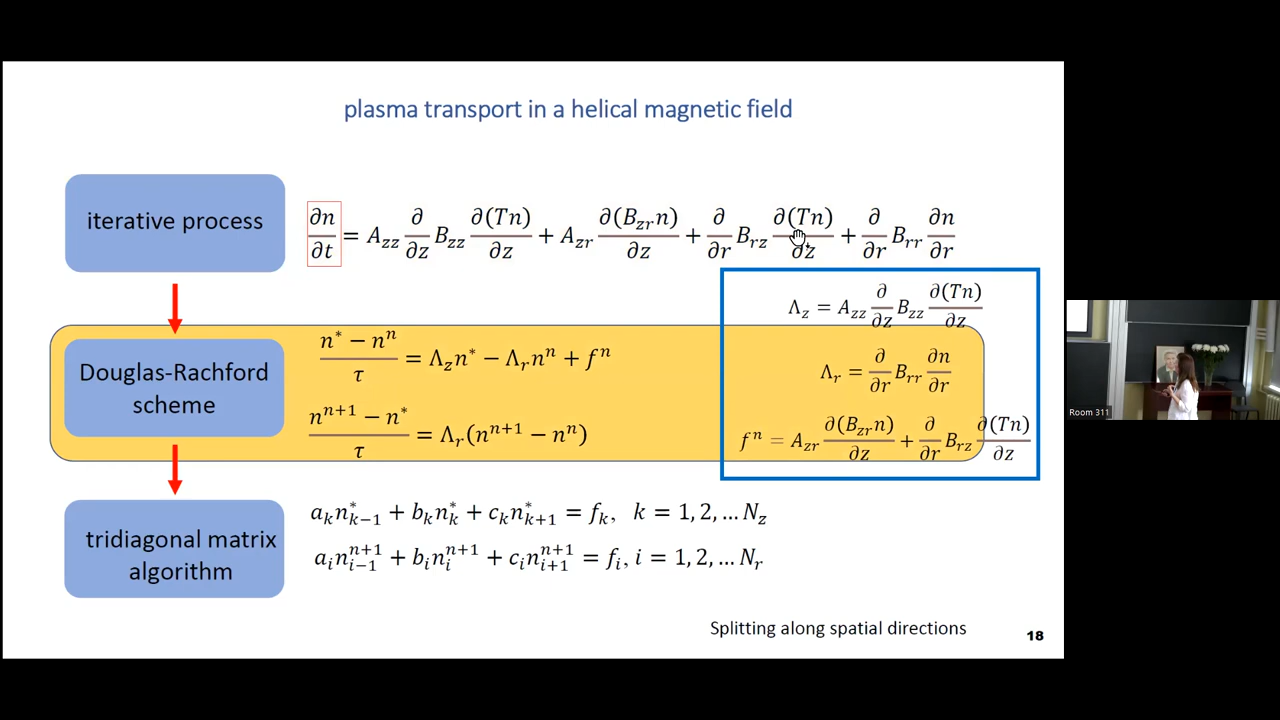 plasma transport in a helical magnetic field
iterative process
∂n/∂t = A_zz ∂/∂z B_zz ∂(Tn)/∂z + A_zr ∂(B_zr n)/∂z + ∂/∂r B_rz ∂(Tn)/∂z + ∂/∂r B_rr ∂n/∂r
Λ_z = A_zz ∂/∂z B_zz ∂(Tn)/∂z
Λ_r = ∂/∂r B_rr ∂n/∂r
f^n = A_zr ∂(B_zr n)/∂z + ∂/∂r B_rz ∂(Tn)/∂z
Douglas-Rachford
scheme
(n^* − n^n)/τ = Λ_z n^* − Λ_r n^n + f^n
(n^{n+1} − n^*)/τ = Λ_r(n^{n+1} − n^n)
tridiagonal matrix
algorithm
a_k n^*_{k−1} + b_k n^*_k + c_k n^*_{k+1} = f_k, k = 1,2, … N_z
a_i n^{n+1}_{i−1} + b_i n^{n+1}_i + c_i n^{n+1}_{i+1} = f_i, i = 1,2, … N_r
Splitting along spatial directions
18
Room 311